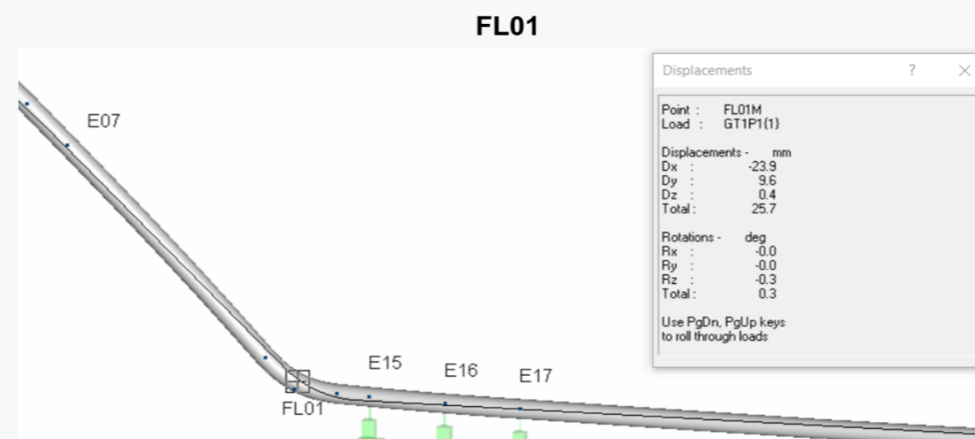 FL01
Displacements ? ×
Point : FL01M
Load : GT1P1{1}
Displacements - mm
Dx : -23.9
Dy : 9.6
Dz : 0.4
Total : 25.7
Rotations - deg
Rx : -0.0
Ry : -0.0
Rz : -0.3
Total : 0.3
Use PgDn, PgUp keys
to roll through loads
E07
E15
E16
E17
FL01